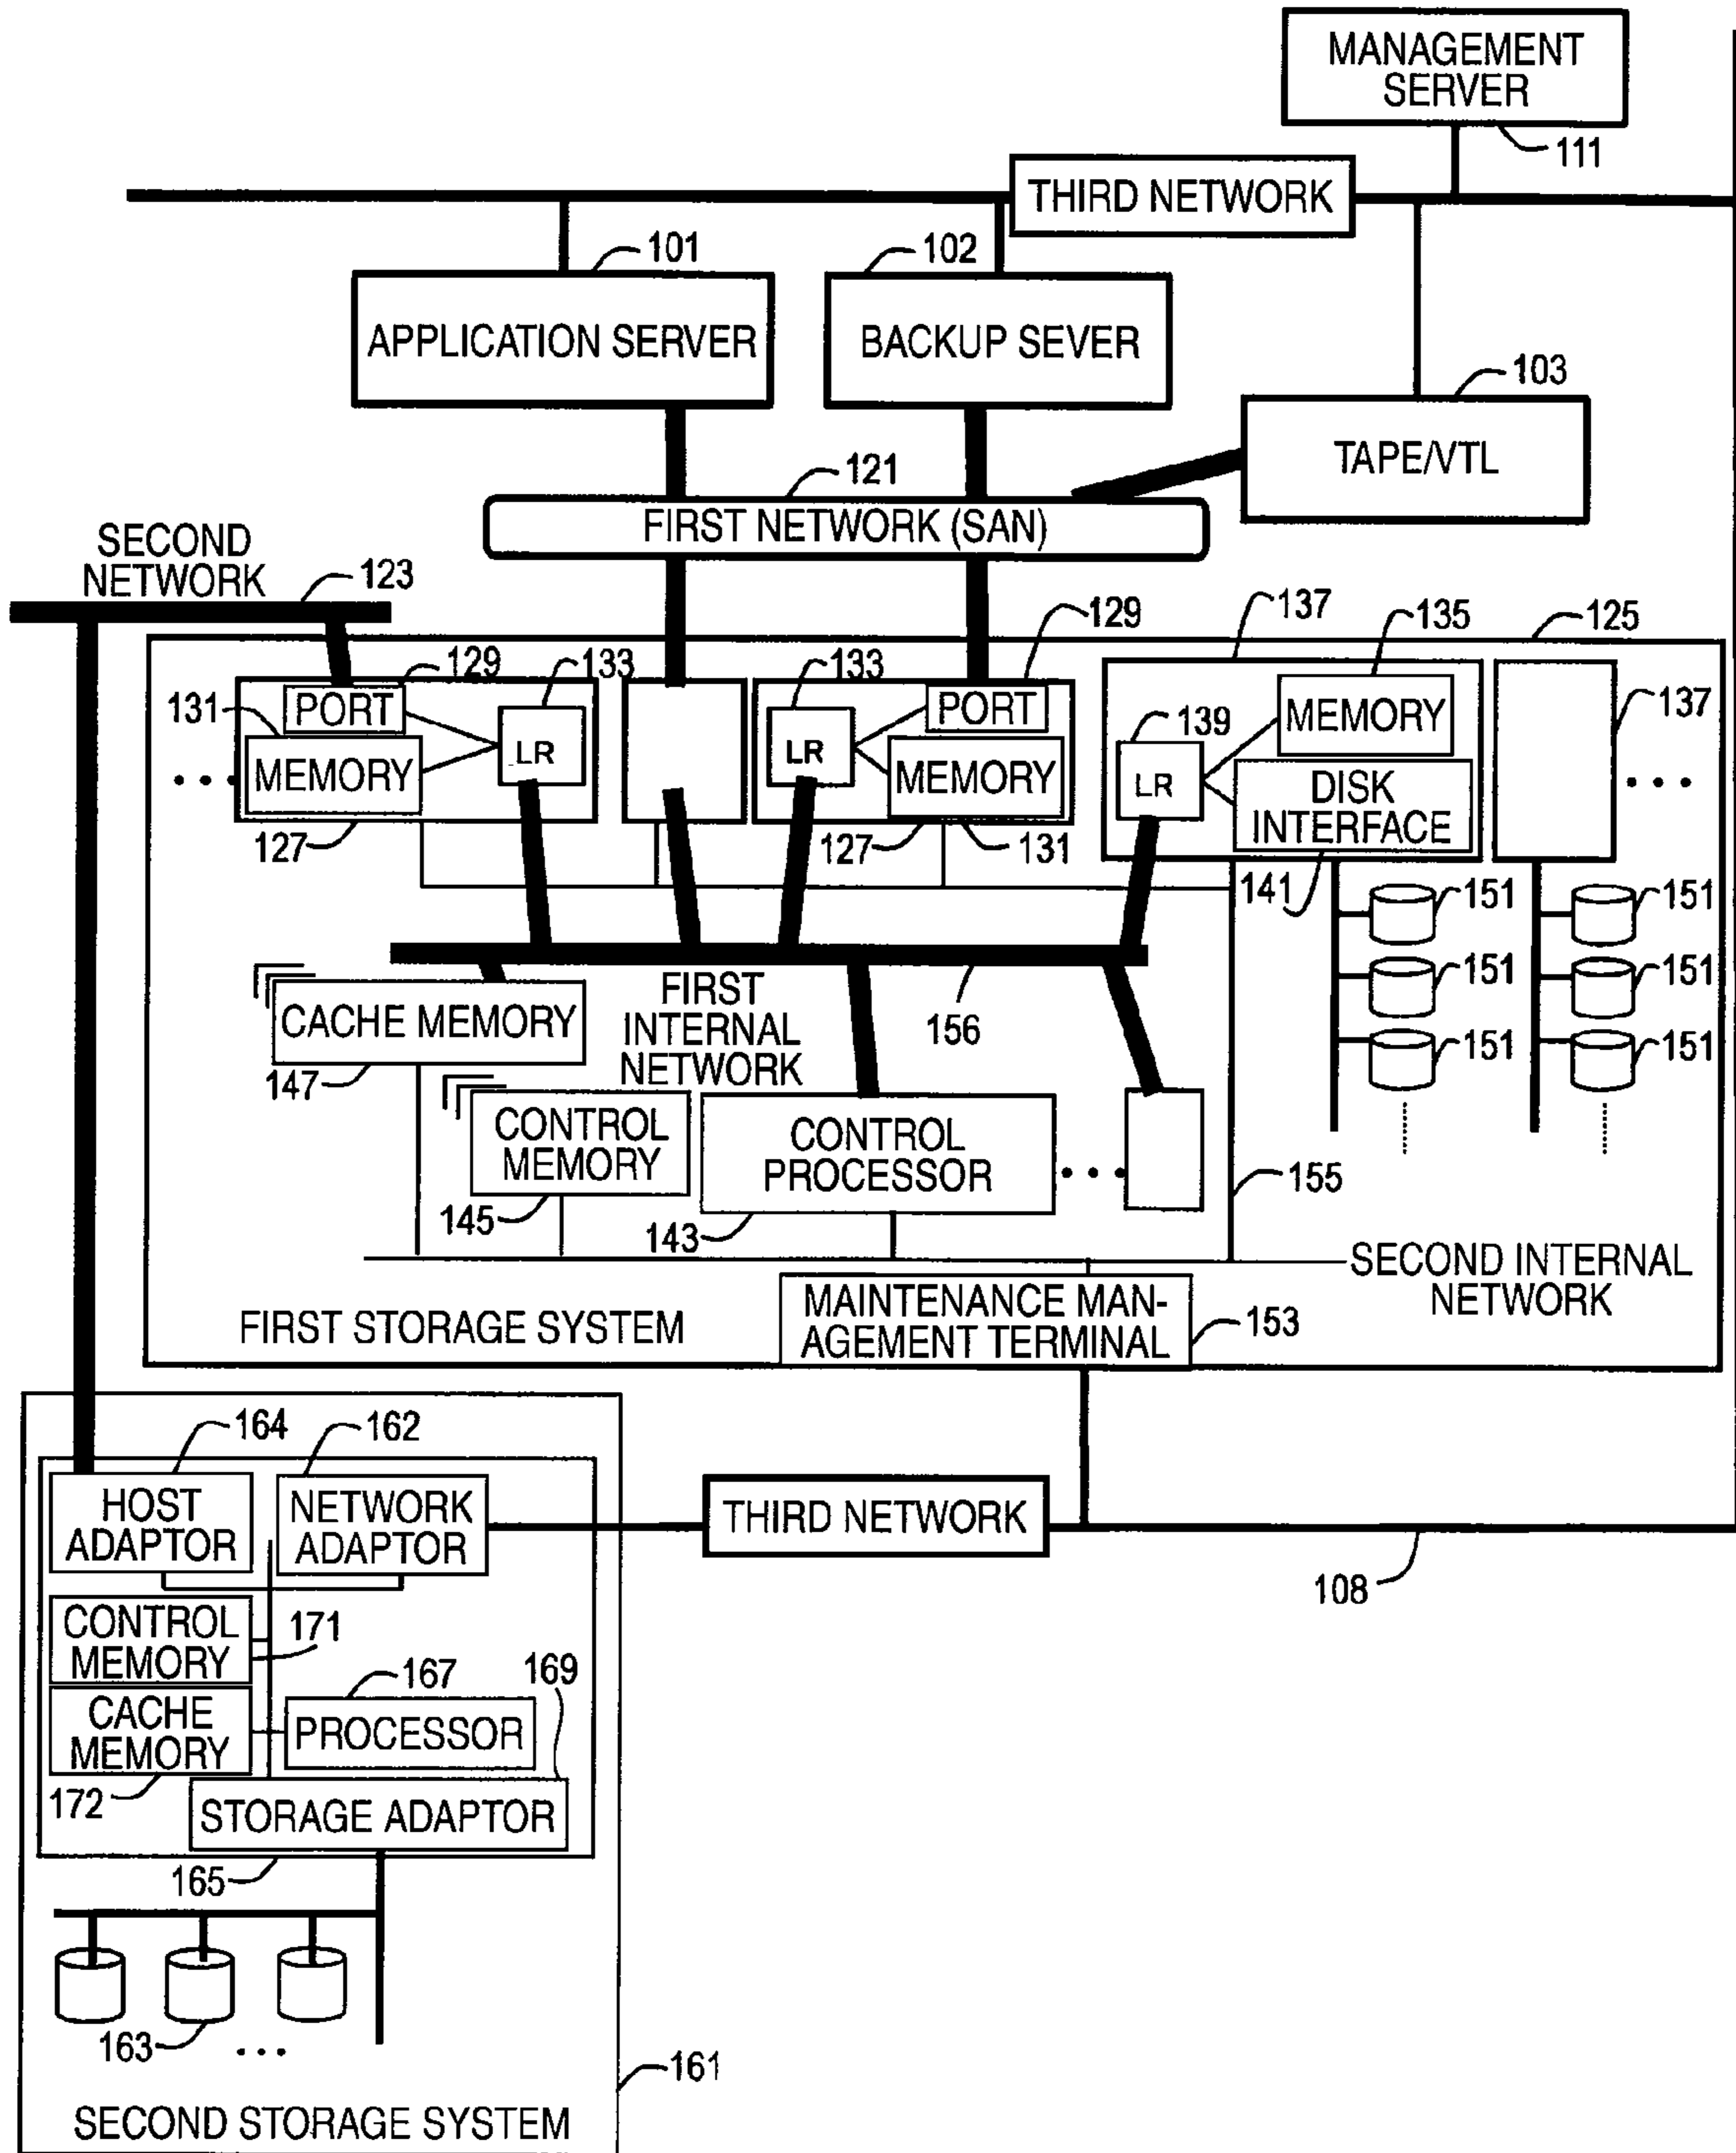 MANAGEMENT
SERVER
111
THIRD NETWORK
101
102
APPLICATION SERVER
BACKUP SEVER
103
TAPE/VTL
121
FIRST NETWORK (SAN)
SECOND
NETWORK
123
129
137
135
125
129
133
133
131
PORT
LR
MEMORY
LR
PORT
MEMORY
139
LR
MEMORY
DISK
INTERFACE
137
...
...
127
127
131
141
151
151
151
151
151
151
FIRST
INTERNAL
NETWORK
156
CACHE MEMORY
147
CONTROL
MEMORY
145
CONTROL
PROCESSOR
143
...
155
SECOND INTERNAL
NETWORK
FIRST STORAGE SYSTEM
MAINTENANCE MAN-
AGEMENT TERMINAL
153
164
162
HOST
ADAPTOR
NETWORK
ADAPTOR
THIRD NETWORK
108
CONTROL
MEMORY
171
167
169
CACHE
MEMORY
PROCESSOR
172
STORAGE ADAPTOR
165
163
...
161
SECOND STORAGE SYSTEM